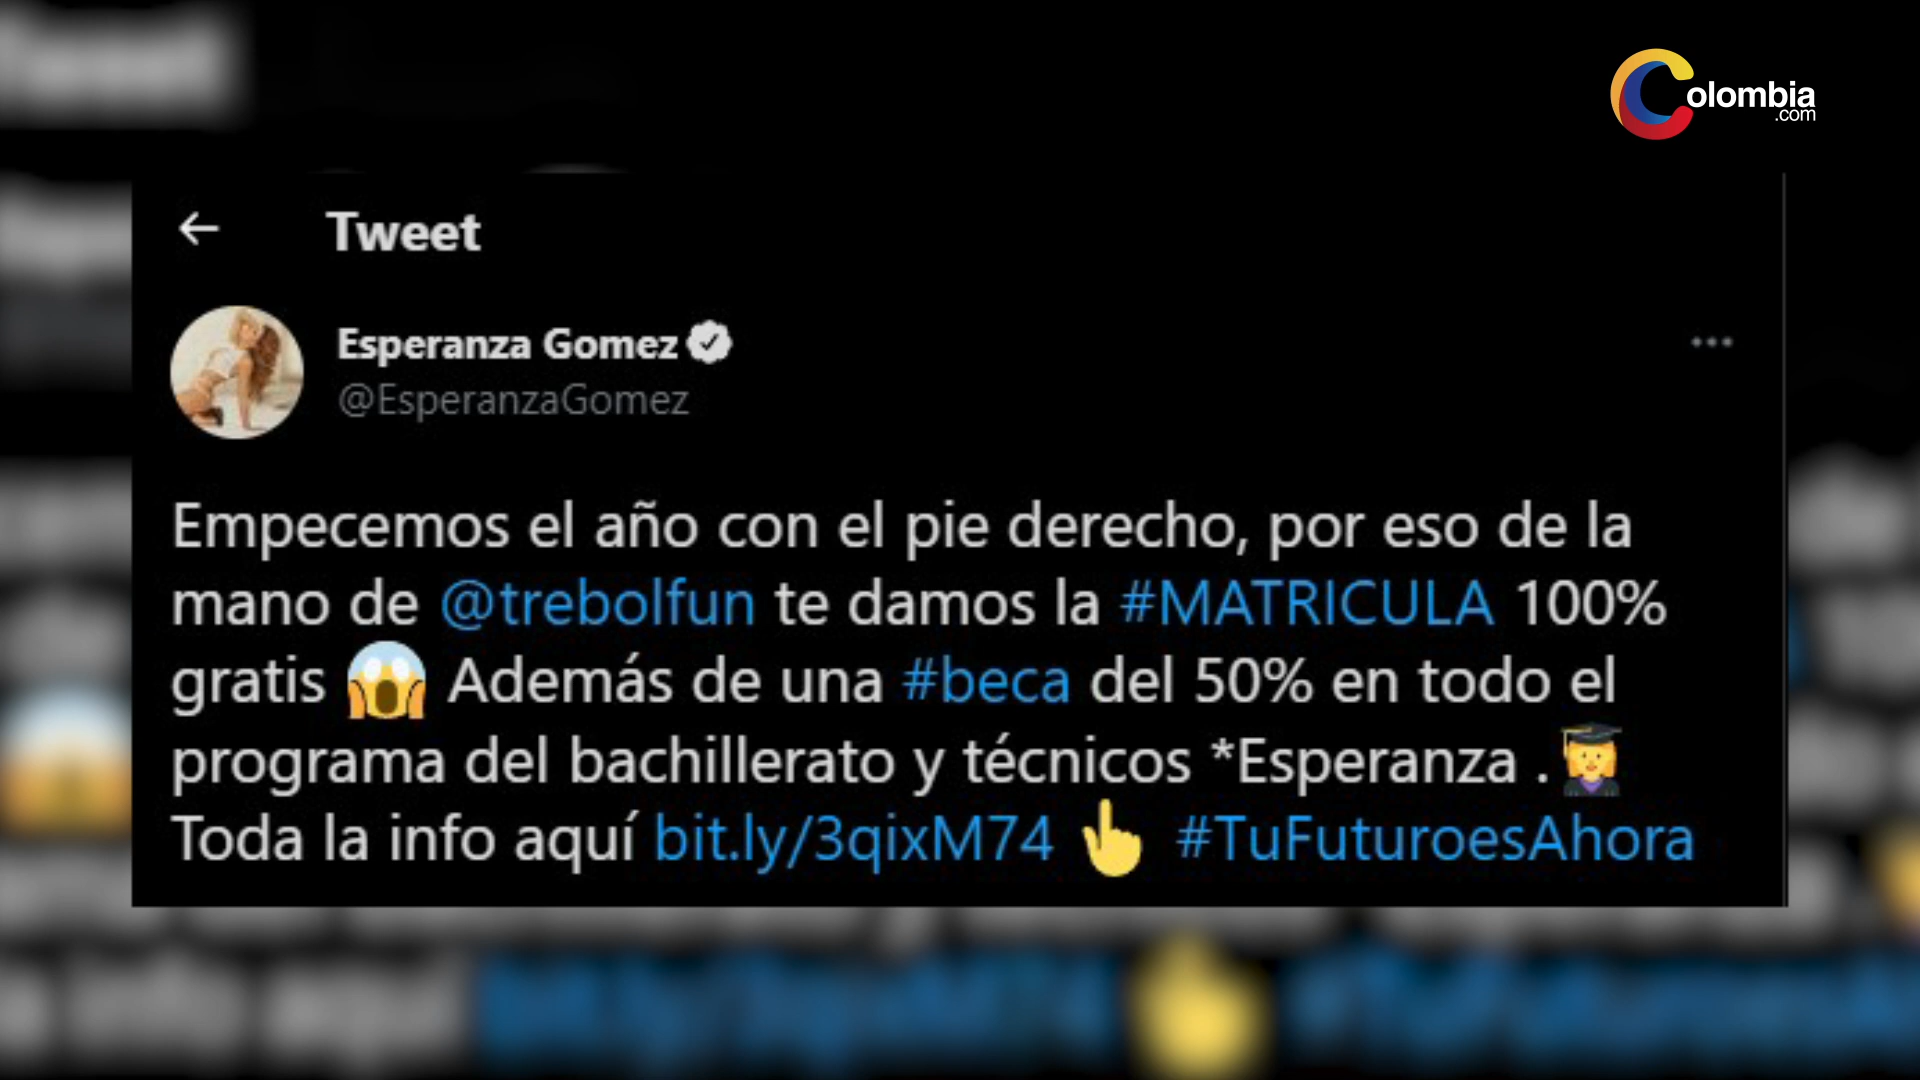 Colombia
.com
Tweet
Esperanza Gomez
@EsperanzaGomez
Empecemos el año con el pie derecho, por eso de la
mano de @trebolfun te damos la #MATRICULA 100%
gratis 😱 Además de una #beca del 50% en todo el
programa del bachillerato y técnicos *Esperanza .👩‍🎓
Toda la info aquí bit.ly/3qixM74 👆 #TuFuturoesAhora